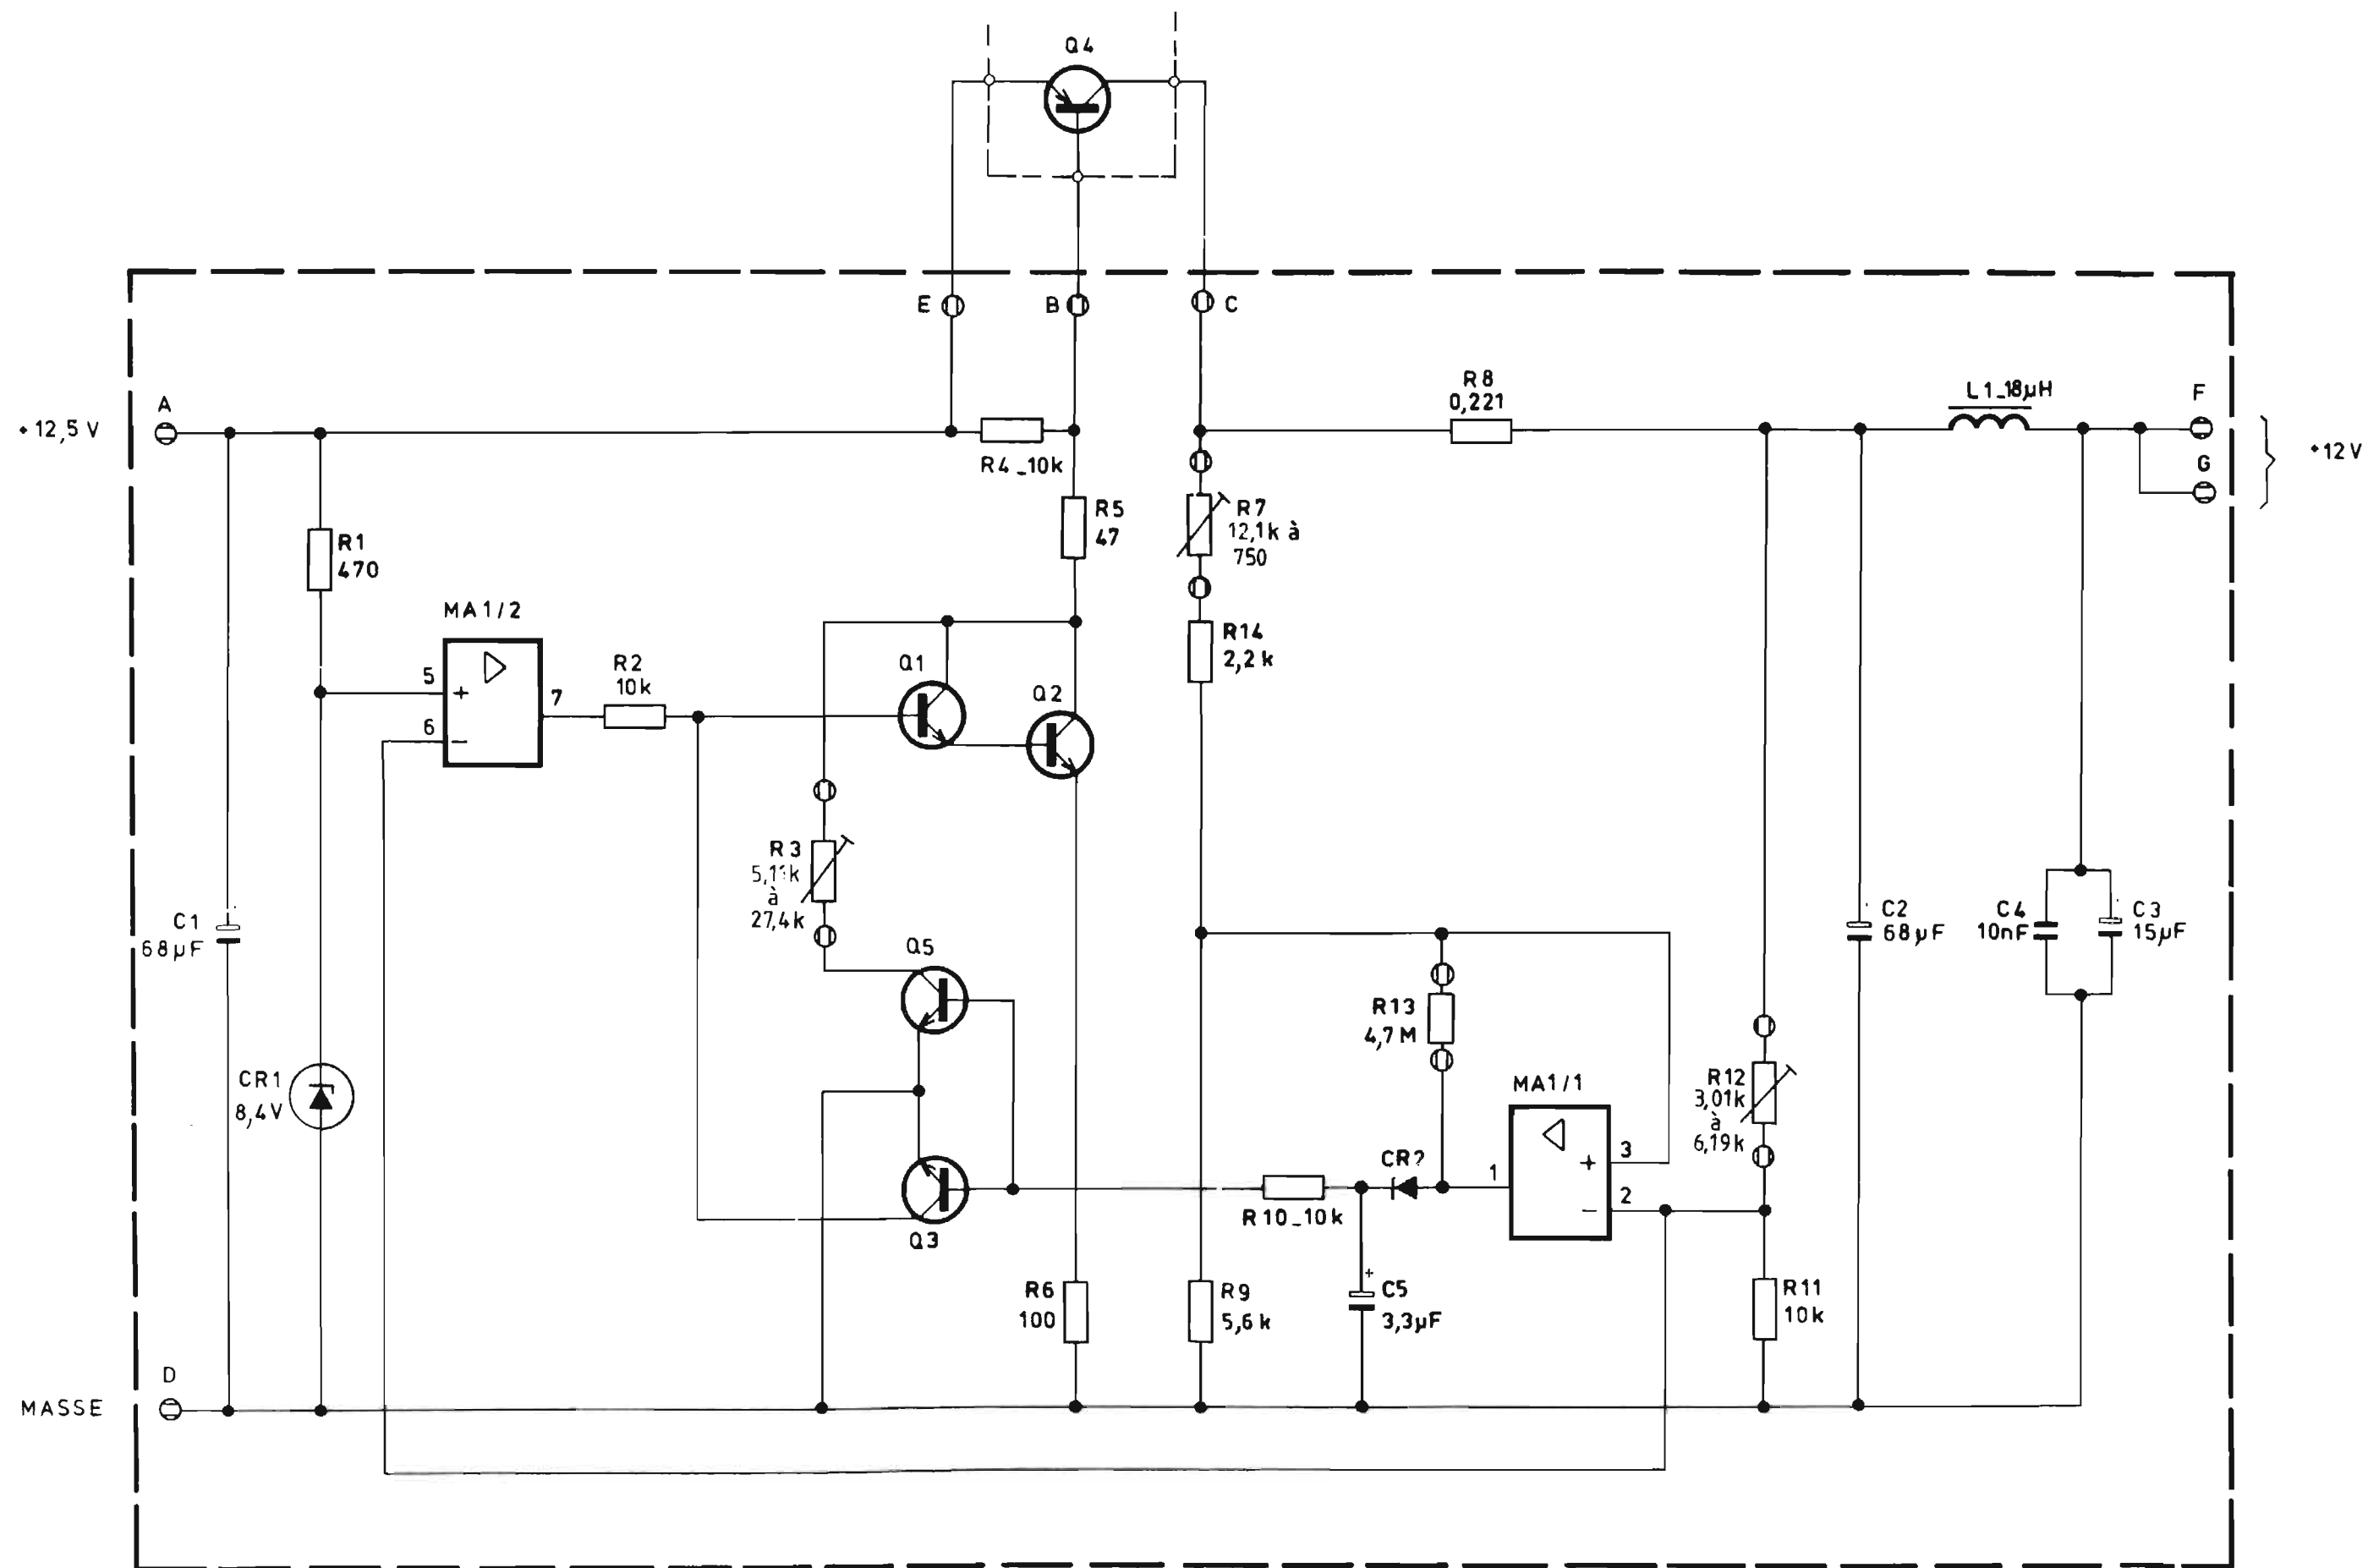 Q4
E
B
C
A
+12,5 V
R4_10k
R8
0,221
L1_18µH
F
G
+12V
R1
470
R5
47
R7
12,1k à
750
MA1/2
5
+
6
−
7
R2
10k
Q1
Q2
R14
2,2k
R3
à
27,4k
C1
68µF
Q5
C2
68µF
C4
10nF
C3
15µF
R13
4,7M
CR1
8,4V
MA1/1
R12
3,01k
à
6,19k
CR?
1
+
3
−
2
R10_10k
Q3
R6
100
R9
5,6k
+
C5
3,3µF
R11
10k
D
MASSE